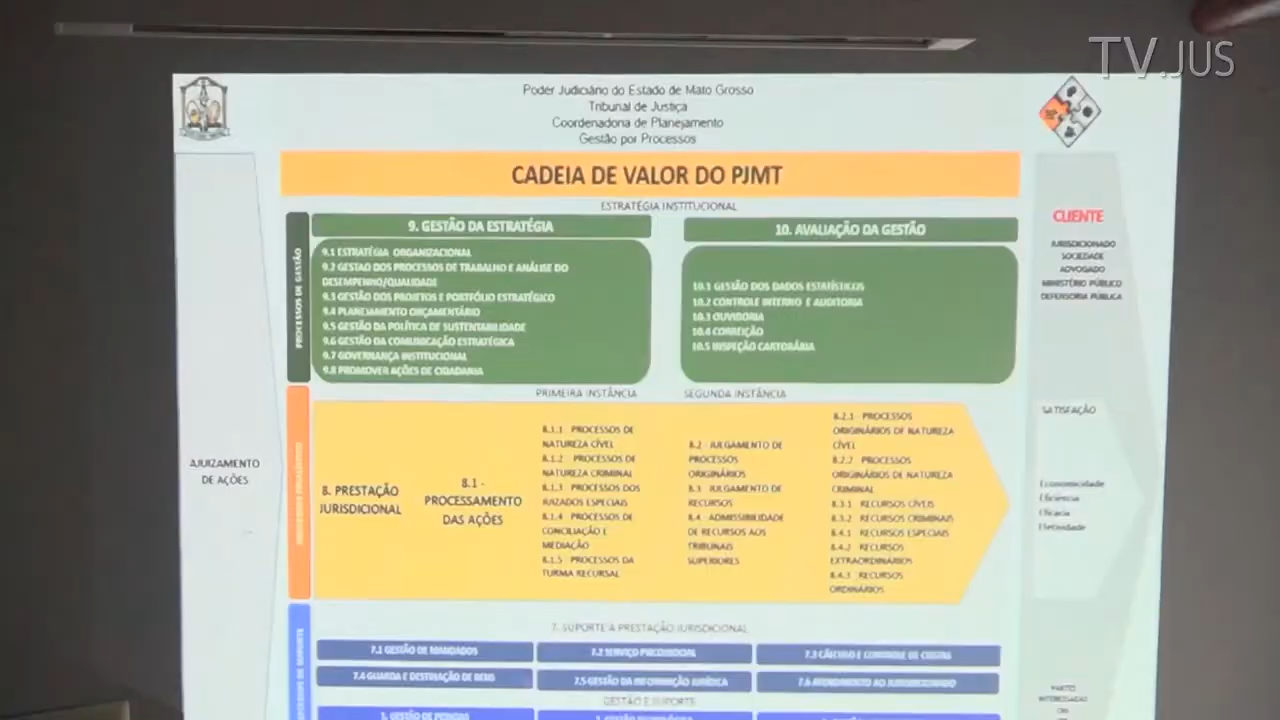 TV.JUS
Poder Judiciário do Estado de Mato Grosso
Tribunal de Justiça
Coordenadoria de Planejamento
Gestão por Processos
CADEIA DE VALOR DO PJMT
ESTRATÉGIA INSTITUCIONAL
PROCESSOS DE GESTÃO
9. GESTÃO DA ESTRATÉGIA
9.1 ESTRATÉGIA ORGANIZACIONAL
9.2 GESTAO DOS PROCESSOS DE TRABALHO E ANÁLISE DO
DESEMPENHO/QUALIDADE
9.3 GESTÃO DOS PROJETOS E PORTFÓLIO ESTRATÉGICO
9.4 PLANEJAMENTO ORÇAMENTÁRIO
9.5 GESTÃO DA POLÍTICA DE SUSTENTABILIDADE
9.6 GESTÃO DA COMUNICAÇÃO ESTRATÉGICA
9.7 GOVERNANÇA INSTITUCIONAL
9.8 PROMOVER AÇÕES DE CIDADANIA
10. AVALIAÇÃO DA GESTÃO
10.1 GESTÃO DOS DADOS ESTATÍSTICOS
10.2 CONTROLE INTERNO E AUDITORIA
10.3 OUVIDORIA
10.4 CORREIÇÃO
10.5 INSPEÇÃO CARTORÁRIA
CLIENTE
JURISDICIONADO
SOCIEDADE
ADVOGADO
MINISTÉRIO PÚBLICO
DEFENSORIA PUBLICA
AJUIZAMENTO
DE AÇÕES
PRIMEIRA INSTÂNCIA
SEGUNDA INSTÂNCIA
8. PRESTAÇÃO
JURISDICIONAL
8.1 -
PROCESSAMENTO
DAS AÇÕES
8.1.1 PROCESSOS DE
NATUREZA CÍVEL
8.1.2 PROCESSOS DE
NATUREZA CRIMINAL
8.1.3 PROCESSOS DOS
JUIZADOS ESPECIAIS
8.1.4 PROCESSOS DE
CONCILIAÇÃO E
MEDIAÇÃO
8.1.5 PROCESSOS DA
TURMA RECURSAL
8.2 - JULGAMENTO DE
PROCESSOS
ORIGINÁRIOS
8.3 JULGAMENTO DE
RECURSOS
8.4 ADMISSIBILIDADE
DE RECURSOS AOS
TRIBUNAIS
SUPERIORES
8.2.1 - PROCESSOS
ORIGINÁRIOS DE NATUREZA
CÍVEL
8.2.2 PROCESSOS
ORIGINÁRIOS DE NATUREZA
CRIMINAL
8.3.1 RECURSOS CÍVEIS
8.3.2 RECURSOS CRIMINAIS
8.4.1 RECURSOS ESPECIAIS
8.4.2 RECURSOS
EXTRAORDINÁRIOS
8.4.3 RECURSOS
ORDINÁRIOS
SATISFAÇÃO
Economicidade
Eficiência
Eficácia
Efetividade
7. SUPORTE À PRESTAÇÃO JURISDICIONAL
7.1 GESTÃO DE MANDADOS
7.2 SERVIÇO PSICOSSOCIAL
7.3 CÁLCULO E CONTROLE DE CUSTAS
7.4 GUARDA E DESTINAÇÃO DE BENS
7.5 GESTÃO DA INFORMAÇÃO JURÍDICA
7.6 ATENDIMENTO AO JURISDICIONADO
GESTÃO E SUPORTE
1. GESTÃO DE PESSOAS
PARTES
INTERESSADAS